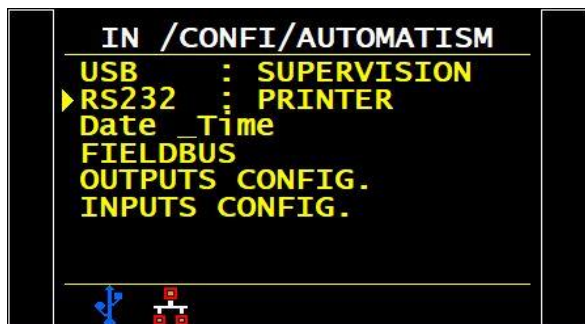 IN /CONFI/AUTOMATISM
USB : SUPERVISION
RS232 : PRINTER
Date _Time
FIELDBUS
OUTPUTS CONFIG.
INPUTS CONFIG.